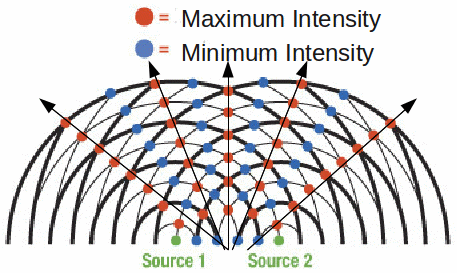 = Maximum Intensity
= Minimum Intensity
Source 1 Source 2